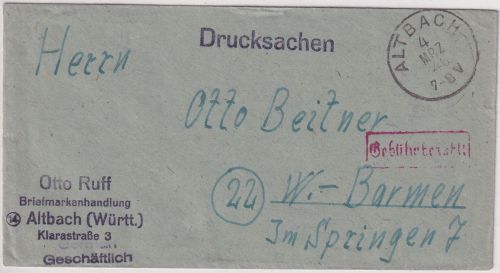 Drucksachen
ALTBACH
4
MRZ
7-8V
Herrn
Otto Beitner
Gebühr bezahlt
22
W.-Barmen
Im Springen 7
Otto Ruff
Briefmarkenhandlung
14 Altbach (Württ.)
Klarastraße 3
Geschäftlich